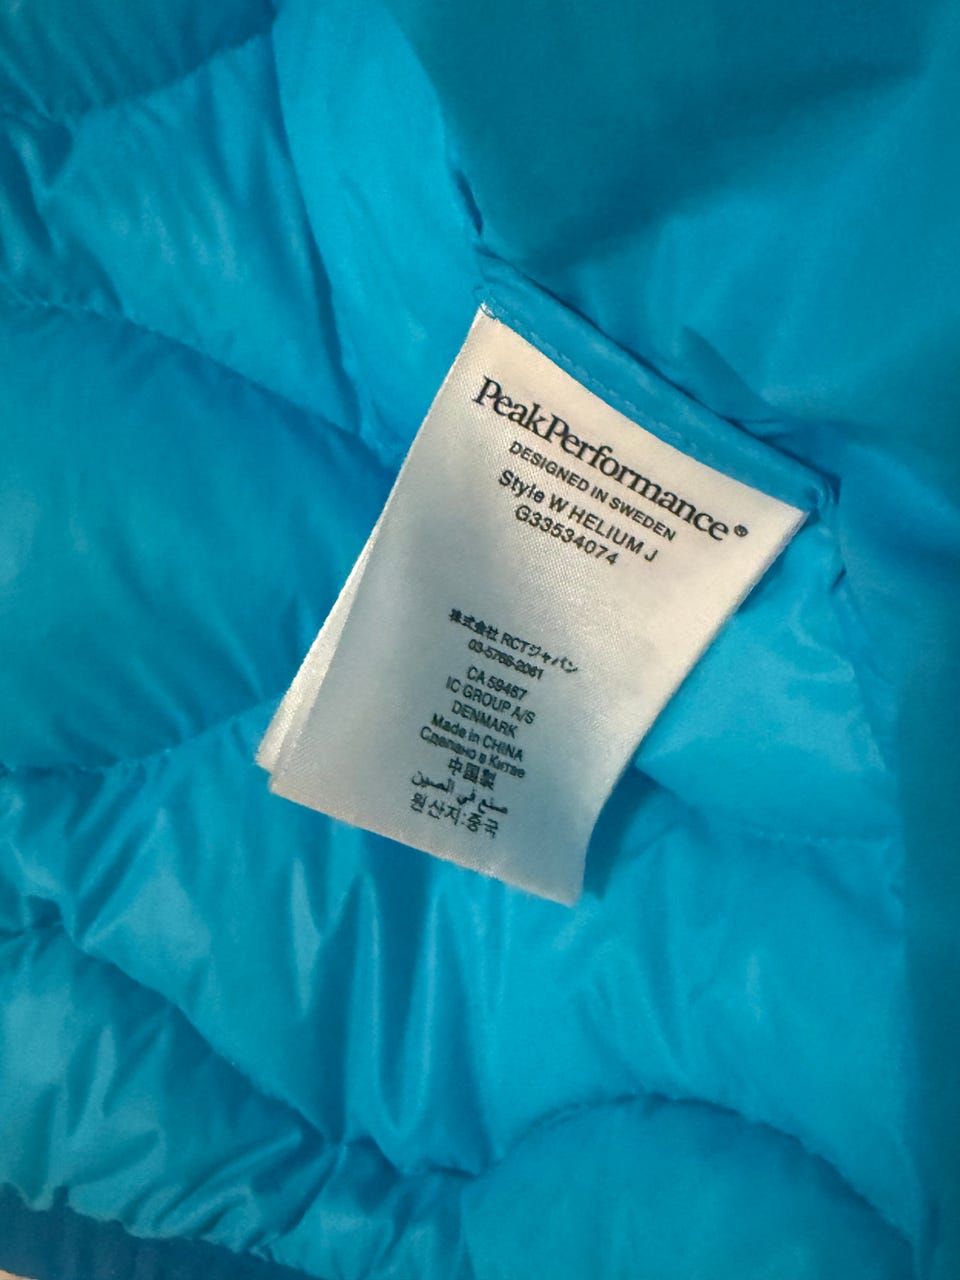 PeakPerformance®
DESIGNED IN SWEDEN
Style W HELIUM J
G33534074
株式会社 RCTジャパン
03-5766-2061
CA 59467
IC GROUP A/S
DENMARK
Made in CHINA
Сделано в Китае
中国製
صنع في الصين
원산지:중국